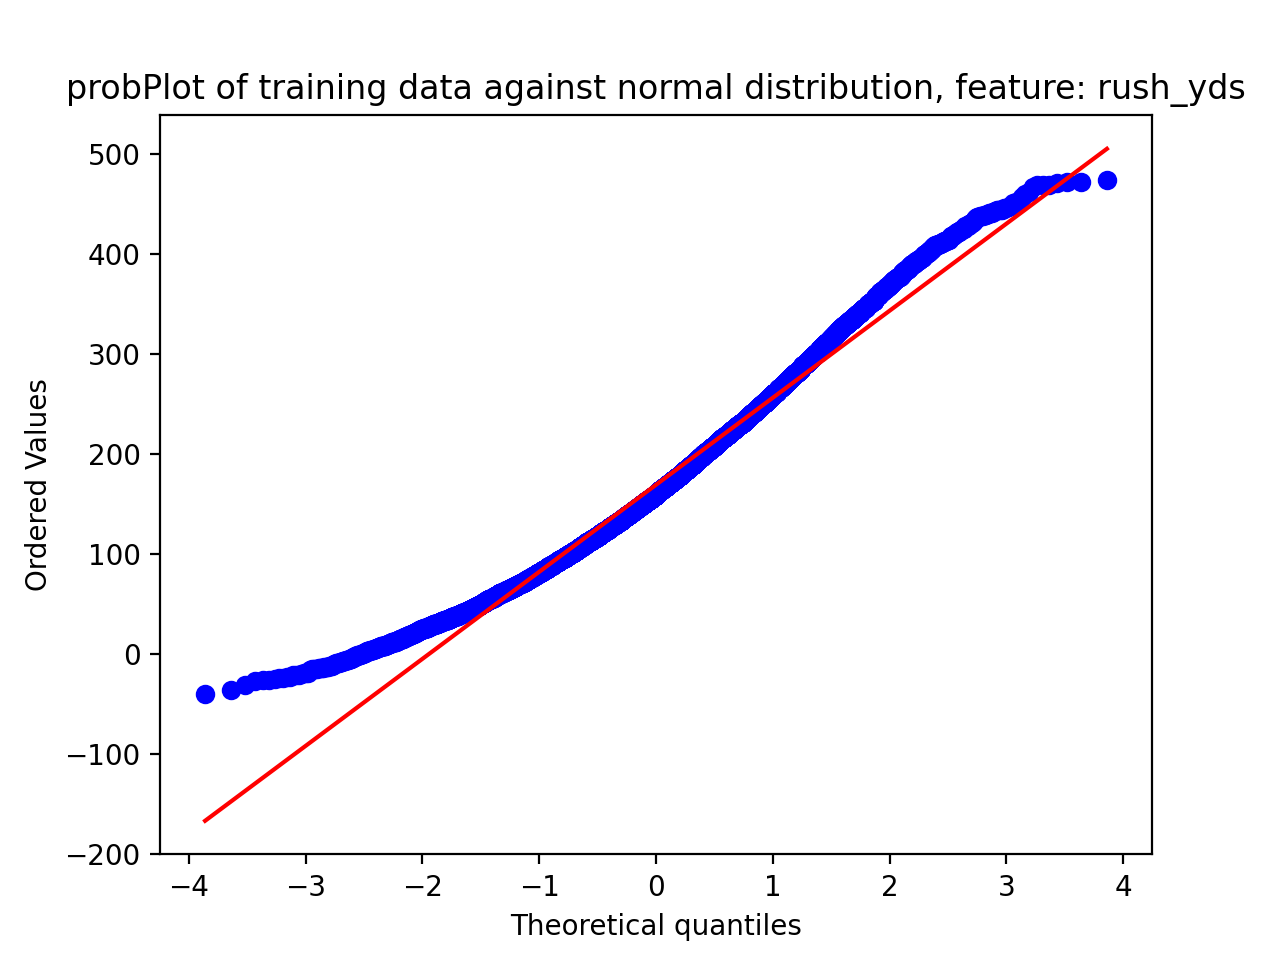 probPlot of training data against normal distribution, feature: rush_yds
500
400
300
200
100
0
−100
−200
Ordered Values
−4 −3 −2 −1 0 1 2 3 4
Theoretical quantiles